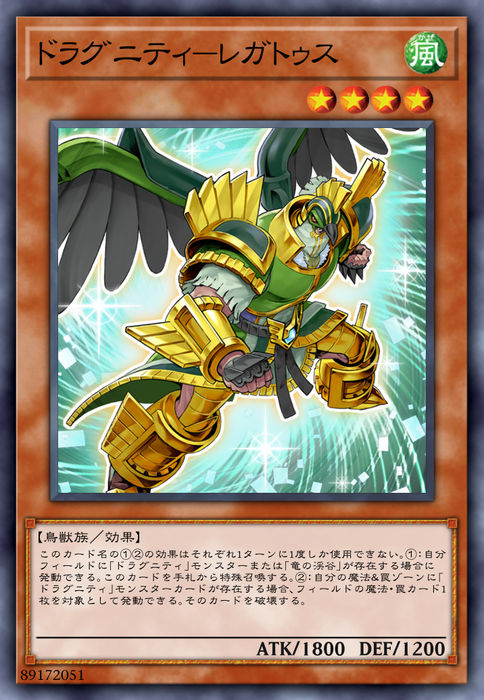 ドラグニティ－レガトゥス
風
かぜ
【鳥獣族／効果】
このカード名の①②の効果はそれぞれ1ターンに1度しか使用できない。①：自分
フィールドに「ドラグニティ」モンスターまたは「竜の渓谷」が存在する場合に
発動できる。このカードを手札から特殊召喚する。②：自分の魔法&罠ゾーンに「
ドラグニティ」モンスターカードが存在する場合、フィールドの魔法・罠カード1
枚を対象として発動できる。そのカードを破壊する。
ATK/1800 DEF/1200
89172051